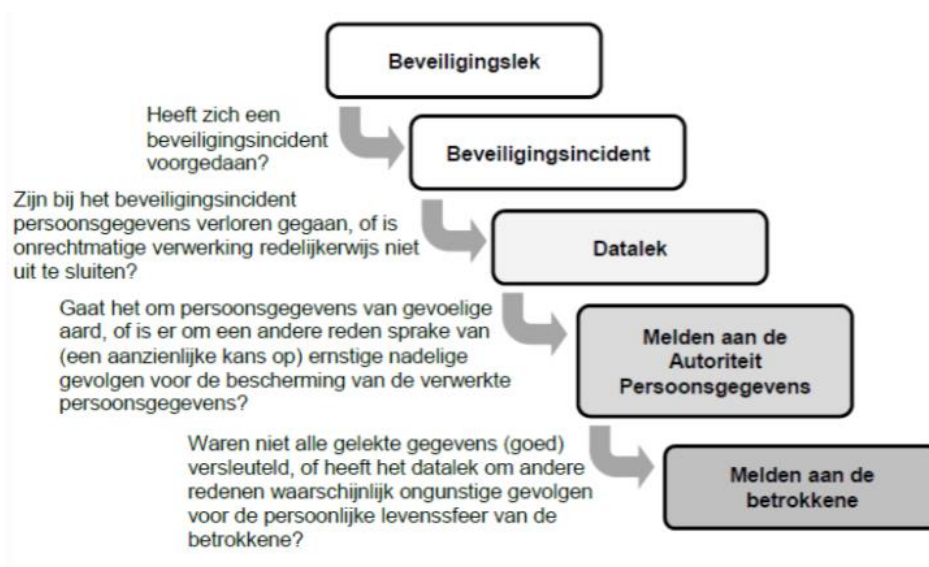 Beveiligingslek
Heeft zich een
beveiligingsincident
voorgedaan?
Beveiligingsincident
Zijn bij het beveiligingsincident
persoonsgegevens verloren gegaan, of is
onrechtmatige verwerking redelijkerwijs niet
uit te sluiten?
Datalek
Gaat het om persoonsgegevens van gevoelige
aard, of is er om een andere reden sprake van
(een aanzienlijke kans op) ernstige nadelige
gevolgen voor de bescherming van de verwerkte
persoonsgegevens?
Melden aan de
Autoriteit
Persoonsgegevens
Waren niet alle gelekte gegevens (goed)
versleuteld, of heeft het datalek om andere
redenen waarschijnlijk ongunstige gevolgen
voor de persoonlijke levenssfeer van de
betrokkene?
Melden aan de
betrokkene